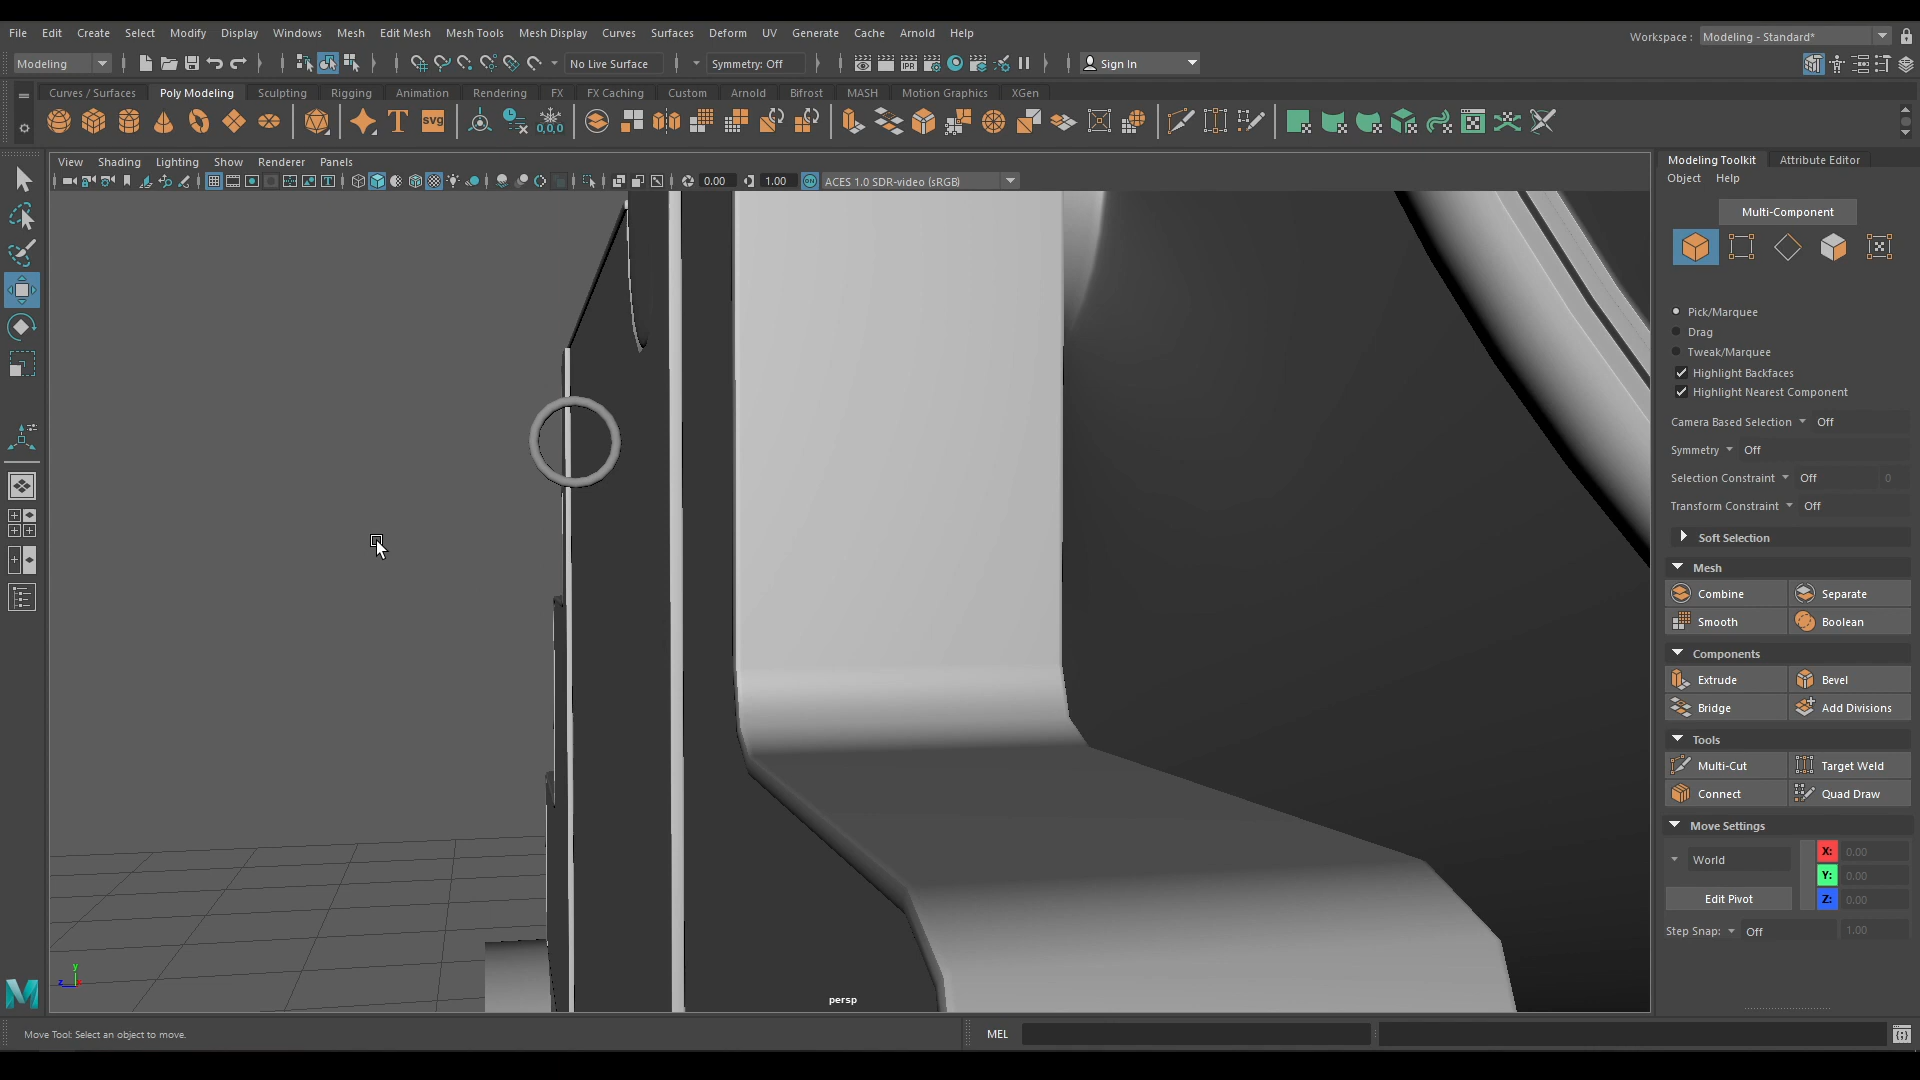 File Edit Create Select Modify Display Windows Mesh Edit Mesh Mesh Tools Mesh Display Curves Surfaces Deform UV Generate Cache Arnold Help
Workspace : Modeling - Standard*
Modeling No Live Surface Symmetry: Off Sign In
Curves / Surfaces Poly Modeling Sculpting Rigging Animation Rendering FX FX Caching Custom Arnold Bifrost MASH Motion Graphics XGen
IPR
T svg 0,0,0
View Shading Lighting Show Renderer Panels
0.00 1.00 ON ACES 1.0 SDR-video (sRGB)
Modeling Toolkit Attribute Editor
Object Help
Multi-Component
Pick/Marquee
Drag
Tweak/Marquee
Highlight Backfaces
Highlight Nearest Component
Camera Based Selection Off
Symmetry Off
Selection Constraint Off 0
Transform Constraint Off
Soft Selection
Mesh
Combine Separate
Smooth Boolean
Components
Extrude Bevel
Bridge Add Divisions
Tools
Multi-Cut Target Weld
Connect Quad Draw
Move Settings
World X: 0.00
Y: 0.00
Edit Pivot Z: 0.00
Step Snap: Off 1.00
y
z
persp
M
Move Tool: Select an object to move.
MEL